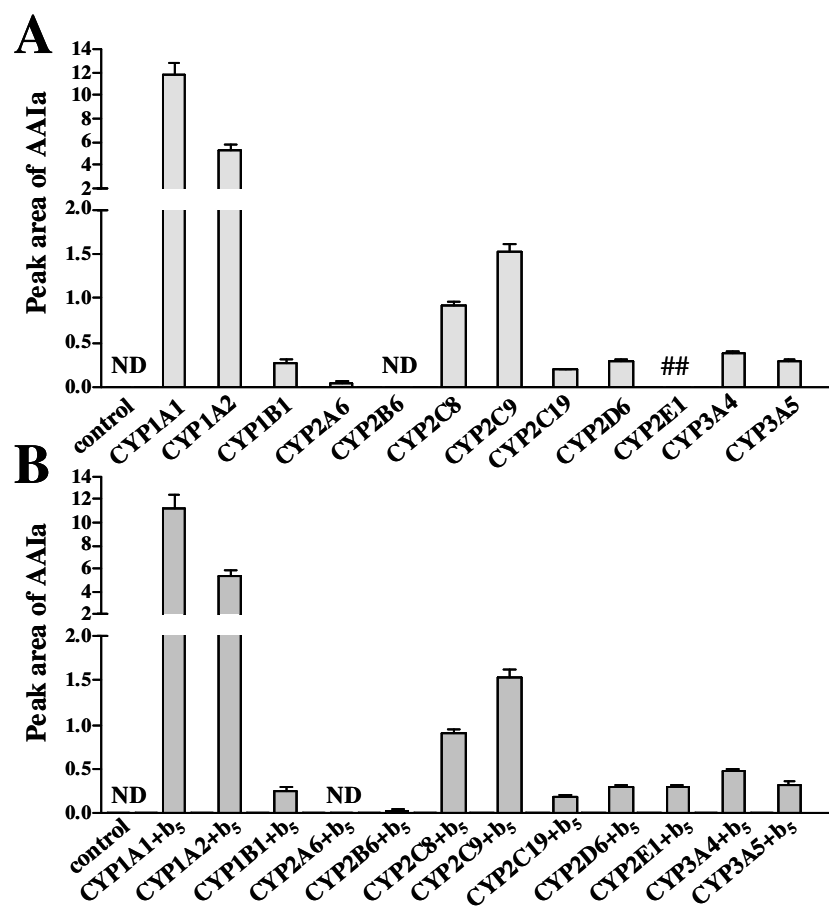 A
Peak area of AAIa
14
12
10
8
6
4
2
2.0
1.5
1.0
0.5
0.0
ND
ND
##
control
CYP1A1
CYP1A2
CYP1B1
CYP2A6
CYP2B6
CYP2C8
CYP2C9
CYP2C19
CYP2D6
CYP2E1
CYP3A4
CYP3A5
B
Peak area of AAIa
14
12
10
8
6
4
2
2.0
1.5
1.0
0.5
0.0
ND
ND
control
CYP1A1+b5
CYP1A2+b5
CYP1B1+b5
CYP2A6+b5
CYP2B6+b5
CYP2C8+b5
CYP2C9+b5
CYP2C19+b5
CYP2D6+b5
CYP2E1+b5
CYP3A4+b5
CYP3A5+b5